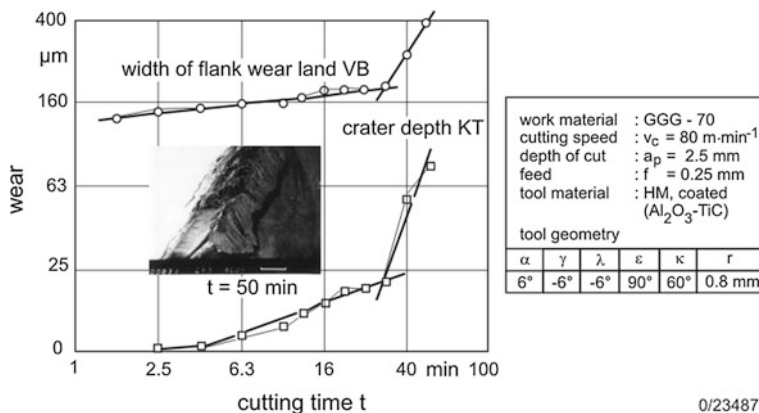 400
μm
width of flank wear land VB
160
crater depth KT
wear
63
25
t = 50 min
0
1 2.5 6.3 16 40 min 100
cutting time t
work material : GGG - 70
cutting speed : vc = 80 m·min-1
depth of cut : ap = 2.5 mm
feed : f = 0.25 mm
tool material : HM, coated
(Al2O3-TiC)
tool geometry
α γ λ ε κ r
6° -6° -6° 90° 60° 0.8 mm
0/23487